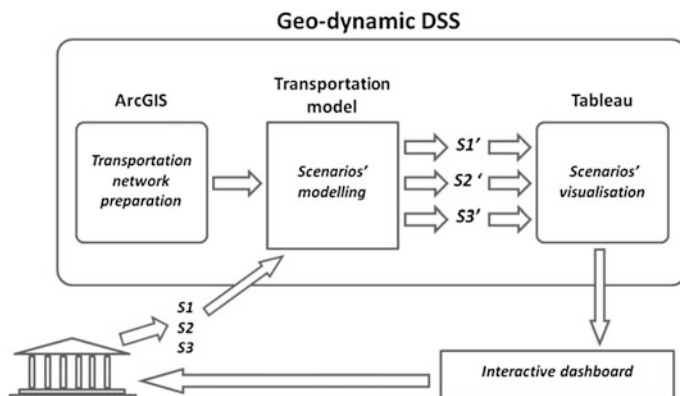 Geo-dynamic DSS
ArcGIS
Transportation
network
preparation
Transportation
model
Scenarios'
modelling
S1'
S2 '
S3'
Tableau
Scenarios'
visualisation
S1
S2
S3
Interactive dashboard